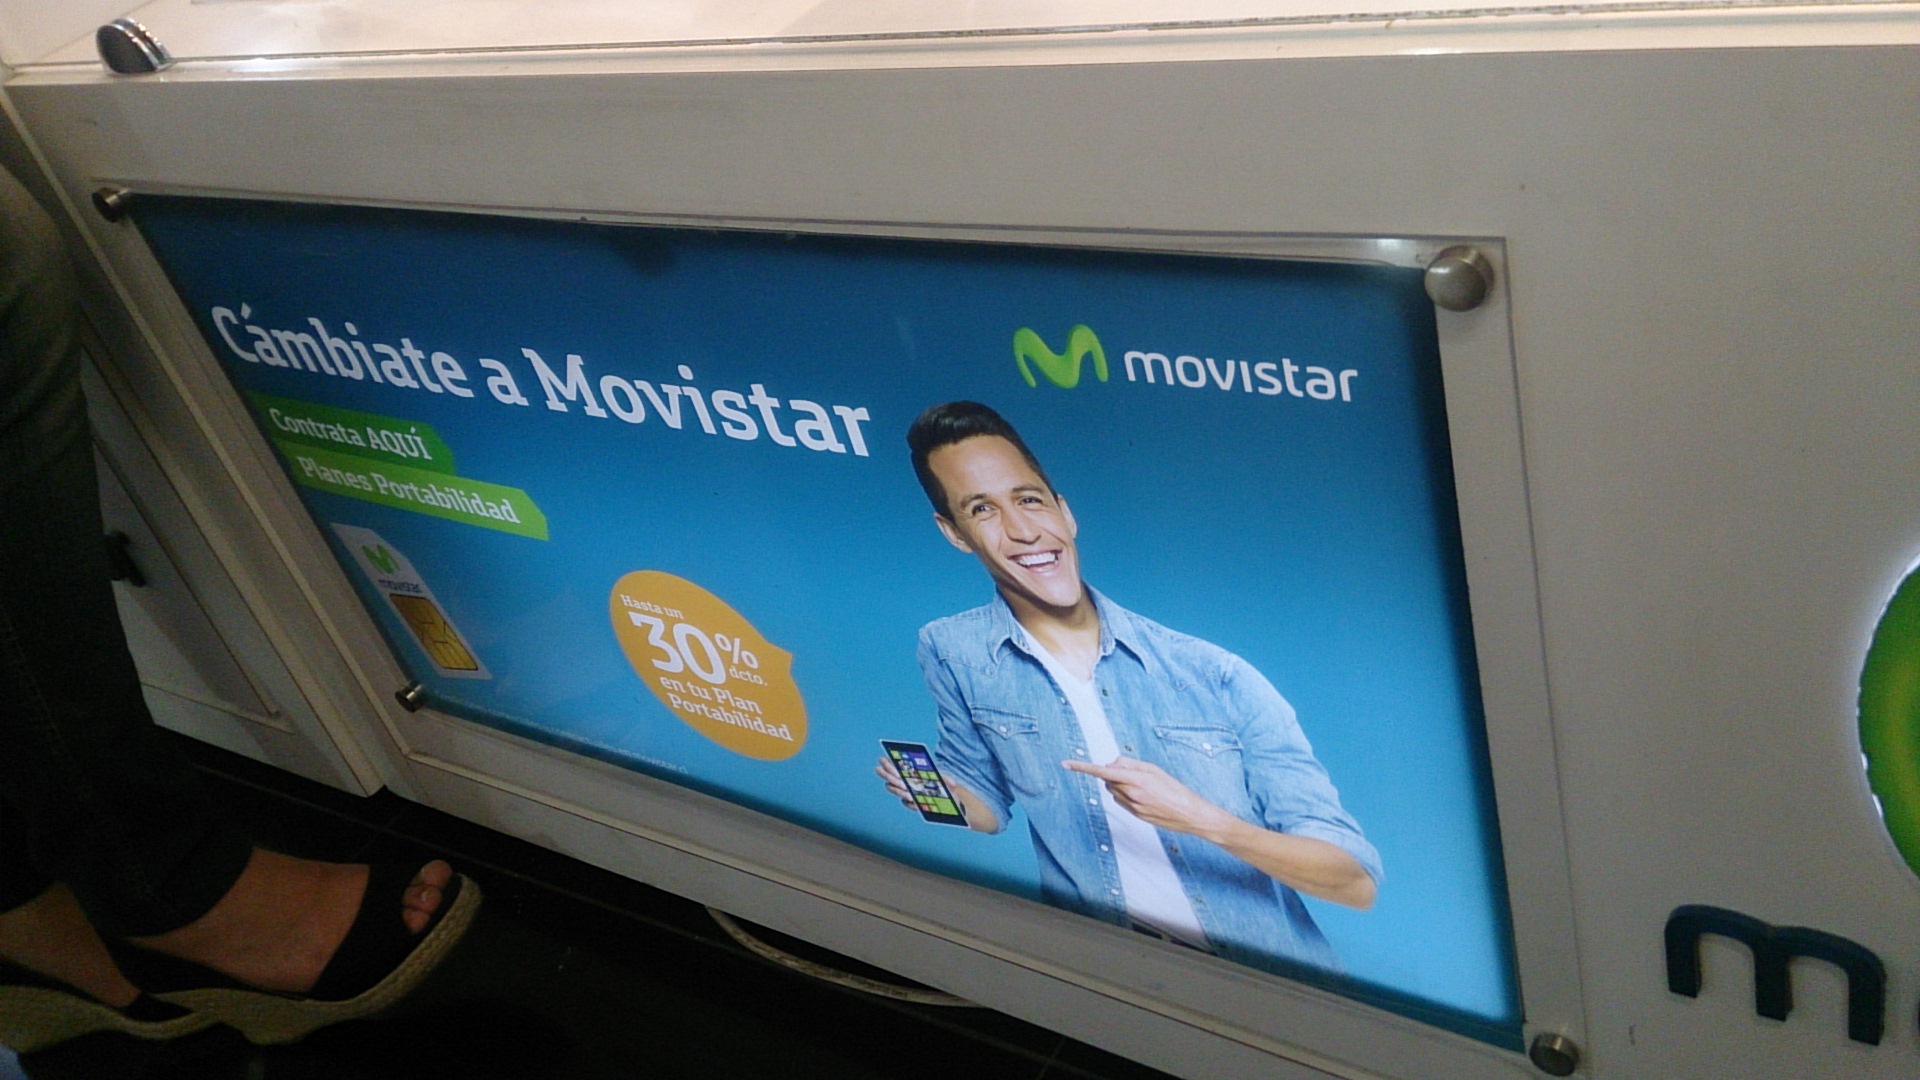 Cámbiate a Movistar
movistar
Contrata AQUÍ
Planes Portabilidad
movistar
Hasta un
30%
dcto.
en tu Plan
Portabilidad
m